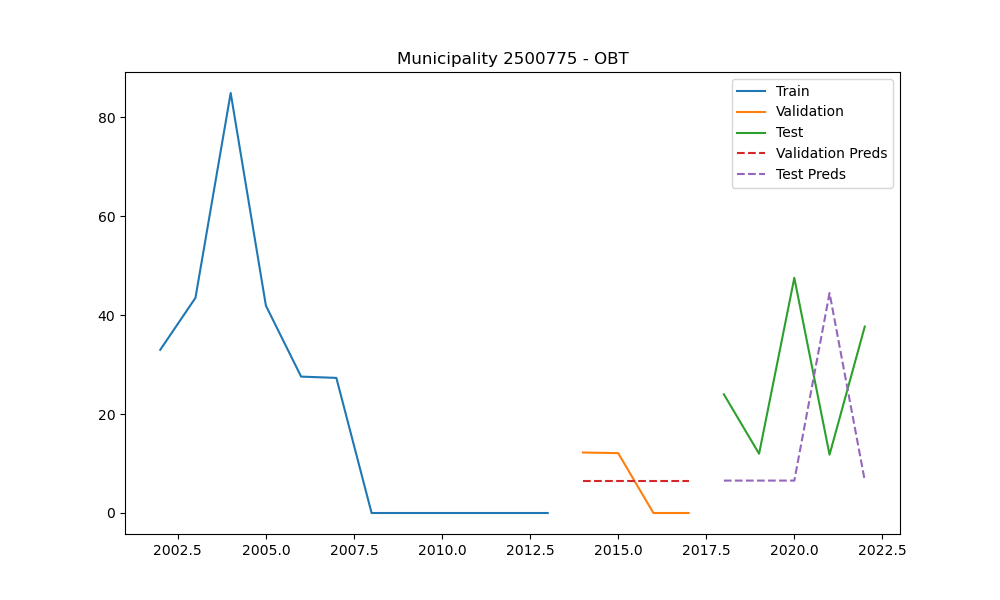 Municipality 2500775 - OBT
Train
Validation
Test
Validation Preds
Test Preds
80
60
40
20
0
2002.5 2005.0 2007.5 2010.0 2012.5 2015.0 2017.5 2020.0 2022.5